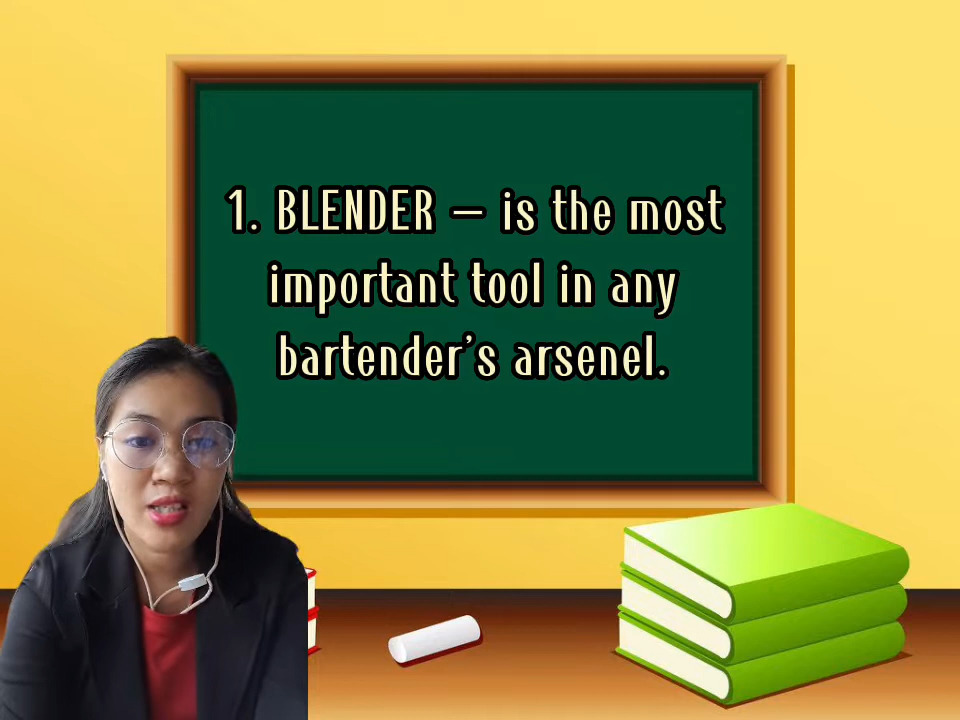 1. BLENDER – is the most
important tool in any
bartender's arsenel.